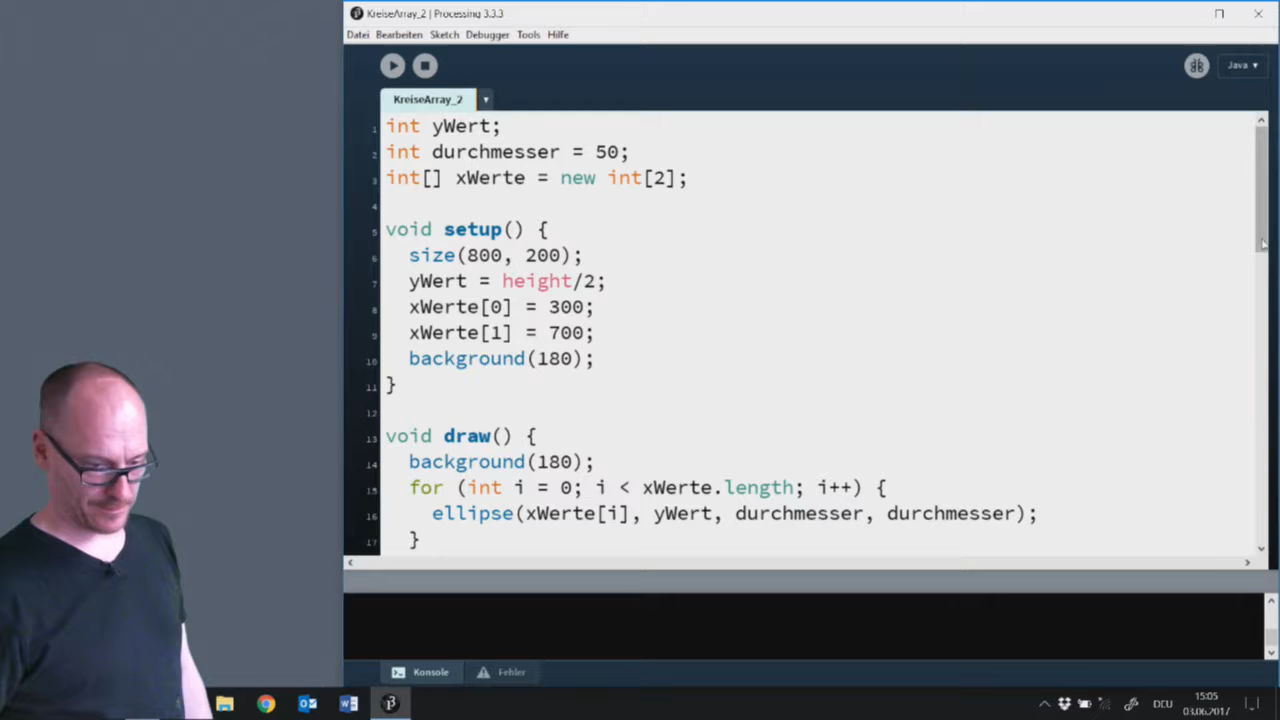 KreiseArray_2 | Processing 3.3.3
Datei Bearbeiten Sketch Debugger Tools Hilfe
Java ▾
KreiseArray_2
1 int yWert;
2 int durchmesser = 50;
3 int[] xWerte = new int[2];
4
5 void setup() {
6 size(800, 200);
7 yWert = height/2;
8 xWerte[0] = 300;
9 xWerte[1] = 700;
10 background(180);
11 }
12
13 void draw() {
14 background(180);
15 for (int i = 0; i < xWerte.length; i++) {
16 ellipse(xWerte[i], yWert, durchmesser, durchmesser);
17 }
Konsole Fehler
DEU
15:05
03.06.2017